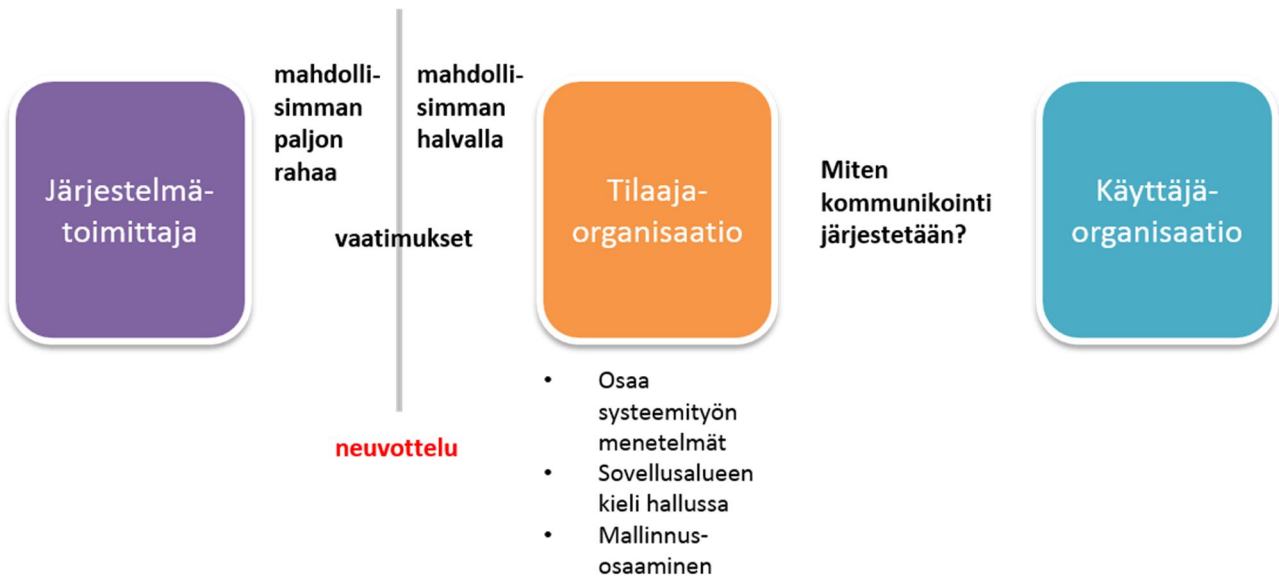 Järjestelmä-
toimittaja
mahdolli-
simman
paljon
rahaa
mahdolli-
simman
halvalla
vaatimukset
neuvottelu
Tilaaja-
organisaatio
• Osaa
systeemityön
menetelmät
• Sovellusalueen
kieli hallussa
• Mallinnus-
osaaminen
Miten
kommunikointi
järjestetään?
Käyttäjä-
organisaatio